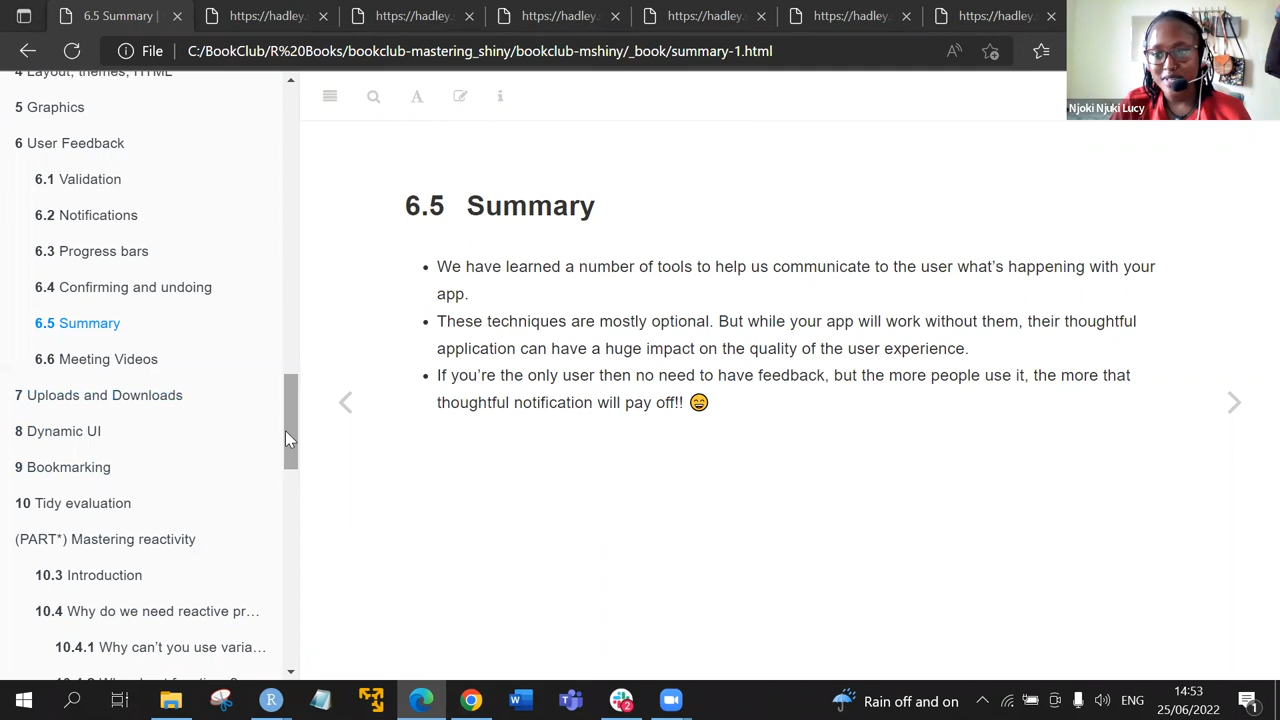 6.5 Summary |
https://hadley.
https://hadley.
https://hadley.
https://hadley.
https://hadley.
https://hadley.
File
C:/BookClub/R%20Books/bookclub-mastering_shiny/bookclub-mshiny/_book/summary-1.html
Njoki Njuki Lucy
4 Layout, themes, HTML
5 Graphics
6 User Feedback
6.1 Validation
6.2 Notifications
6.3 Progress bars
6.4 Confirming and undoing
6.5 Summary
6.6 Meeting Videos
7 Uploads and Downloads
8 Dynamic UI
9 Bookmarking
10 Tidy evaluation
(PART*) Mastering reactivity
10.3 Introduction
10.4 Why do we need reactive pr…
10.4.1 Why can't you use varia…
6.5 Summary
• We have learned a number of tools to help us communicate to the user what's happening with your
app.
• These techniques are mostly optional. But while your app will work without them, their thoughtful
application can have a huge impact on the quality of the user experience.
• If you're the only user then no need to have feedback, but the more people use it, the more that
thoughtful notification will pay off!! 😄
Rain off and on
ENG
14:53
25/06/2022